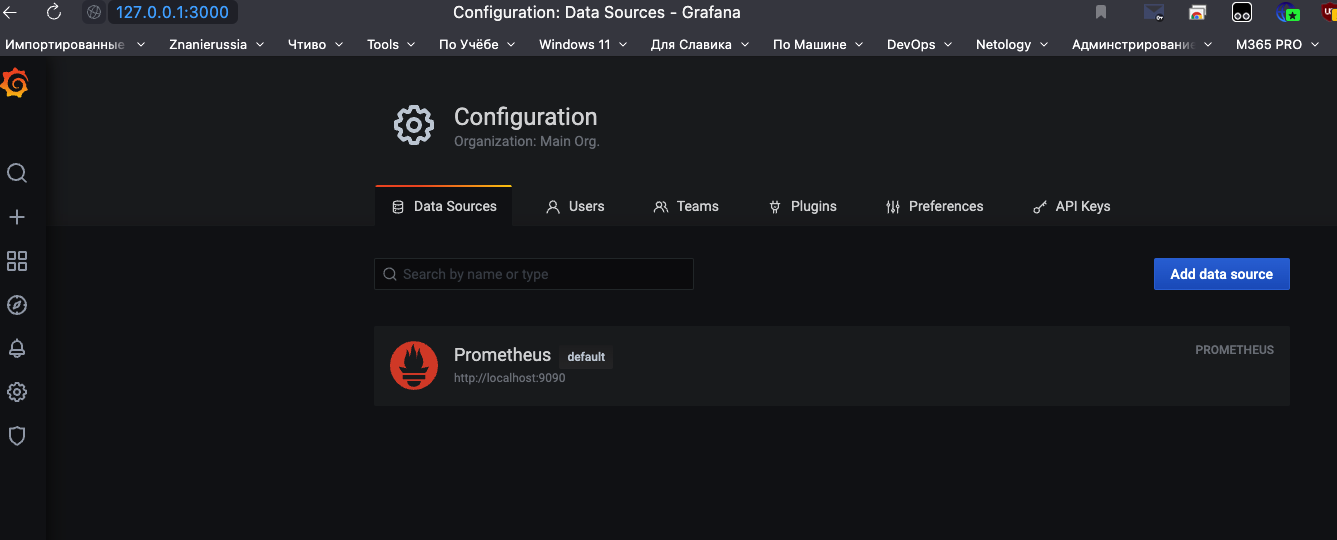 127.0.0.1:3000 Configuration: Data Sources - Grafana
Импортированные Znanierussia Чтиво Tools По Учёбе Windows 11 Для Славика По Машине DevOps Netology Админстрирование M365 PRO
Configuration
Organization: Main Org.
Data Sources Users Teams Plugins Preferences API Keys
Search by name or type Add data source
Prometheus default PROMETHEUS
http://localhost:9090